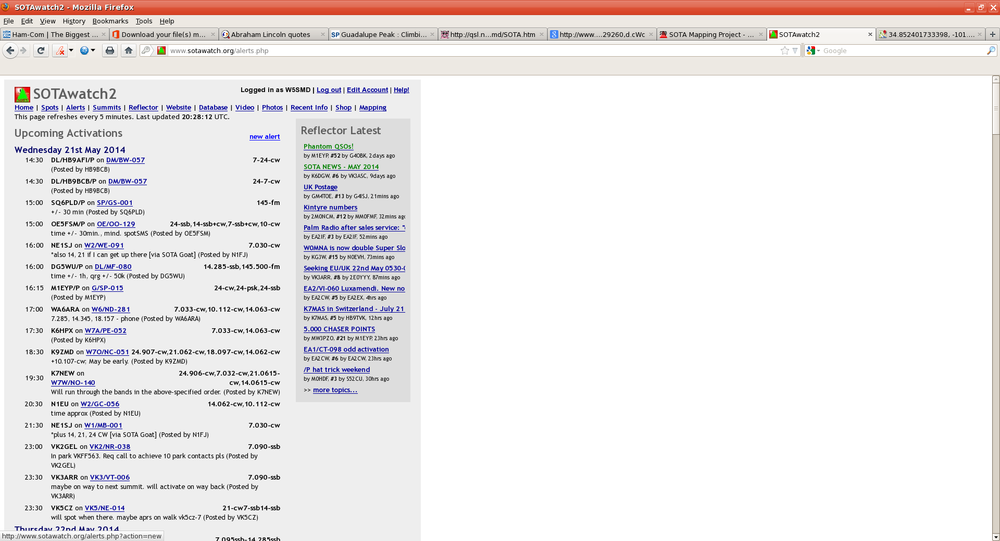 SOTAwatch2 - Mozilla Firefox
File Edit View History Bookmarks Tools Help
Ham-Com | The Biggest ... Download your file(s) m... Abraham Lincoln quotes SP Guadalupe Peak : Climbi... http://qsl.n...md/SOTA.htm http://www....29260,d.cWc SOTA Mapping Project - ... SOTAwatch2 34.852401733398, -101....
www.sotawatch.org/alerts.php Google
SOTAwatch2 Logged in as W5SMD | Log out | Edit Account | Help!
Home | Spots | Alerts | Summits | Reflector | Website | Database | Video | Photos | Recent Info | Shop | Mapping
This page refreshes every 5 minutes. Last updated 20:28:12 UTC.
Upcoming Activations new alert
Wednesday 21st May 2014
14:30 DL/HB9AFI/P on DM/BW-057 7-24-cw
(Posted by HB9BCB)
14:30 DL/HB9BCB/P on DM/BW-057 24-7-cw
(Posted by HB9BCB)
15:00 SQ6PLD/P on SP/GS-001 145-fm
+/- 30 min (Posted by SQ6PLD)
15:00 OE5FSM/P on OE/OO-129 24-ssb,14-ssb+cw,7-ssb+cw,10-cw
time +/- 30min., mind. spotSMS (Posted by OE5FSM)
16:00 NE1SJ on W2/WE-091 7.030-cw
*also 14, 21 if I can get up there [via SOTA Goat] (Posted by N1FJ)
16:00 DG5WU/P on DL/MF-080 14.285-ssb,145.500-fm
time +/- 1h, qrg +/- 50k (Posted by DG5WU)
16:15 M1EYP/P on G/SP-015 24-cw,24-psk,24-ssb
(Posted by M1EYP)
17:00 WA6ARA on W6/ND-281 7.033-cw,10.112-cw,14.063-cw
7.285, 14.345, 18.157 - phone (Posted by WA6ARA)
17:30 K6HPX on W7A/PE-052 7.033-cw,14.063-cw
(Posted by K6HPX)
18:30 K9ZMD on W7O/NC-051 24.907-cw,21.062-cw,18.097-cw,14.062-cw
+10.107-cw; May be early. (Posted by K9ZMD)
19:30 K7NEW on 24.906-cw,7.032-cw,21.0615-
W7W/NO-140 cw,14.0615-cw
Will run through the bands in the above-specified order. (Posted by K7NEW)
20:30 N1EU on W2/GC-056 14.062-cw,10.112-cw
time approx (Posted by N1EU)
21:30 NE1SJ on W1/MB-001 7.030-cw
*plus 14, 21, 24 CW [via SOTA Goat] (Posted by N1FJ)
23:00 VK2GEL on VK2/NR-038 7.090-ssb
In park VKFF563. Req call to achieve 10 park contacts pls (Posted by
VK2GEL)
23:30 VK3ARR on VK3/VT-006 7.090-ssb
maybe on way to next summit. will activate on way back (Posted by
VK3ARR)
23:30 VK5CZ on VK5/NE-014 21-cw7-ssb14-ssb
will spot when there. maybe aprs on walk vk5cz-7 (Posted by VK5CZ)
Thursday 22nd May 2014
7.095ssb-14.285ssb
Reflector Latest
Phantom QSOs!
by M1EYP, #52 by G4OBK, 2days ago
SOTA NEWS - MAY 2014
by K6DGW, #6 by VK3ASC, 9days ago
UK Postage
by GM4TOE, #13 by G4ISJ, 21mins ago
Kintyre numbers
by 2M0NCM, #12 by MM0FMF, 32mins ago
Palm Radio after sales service: "
by EA2IF, #3 by EA2IF, 52mins ago
W0MNA is now double Super Slo
by KG3W, #15 by N0EVH, 73mins ago
Seeking EU/UK 22nd May 0530-0
by VK3ARR, #8 by 2E0YYY, 87mins ago
EA2/VI-060 Luxamendi. New no
by EA2CW, #5 by EA2EX, 4hrs ago
K7MAS in Switzerland - July 21
by K7MAS, #5 by HB9TVK, 12hrs ago
5.000 CHASER POINTS
by MW3PZO, #21 by M1EYP, 23hrs ago
EA1/CT-098 odd activation
by EA2CW, #6 by EA2CW, 23hrs ago
/P hat trick weekend
by M0HDF, #3 by S52CU, 30hrs ago
>> more topics...
http://www.sotawatch.org/alerts.php?action=new